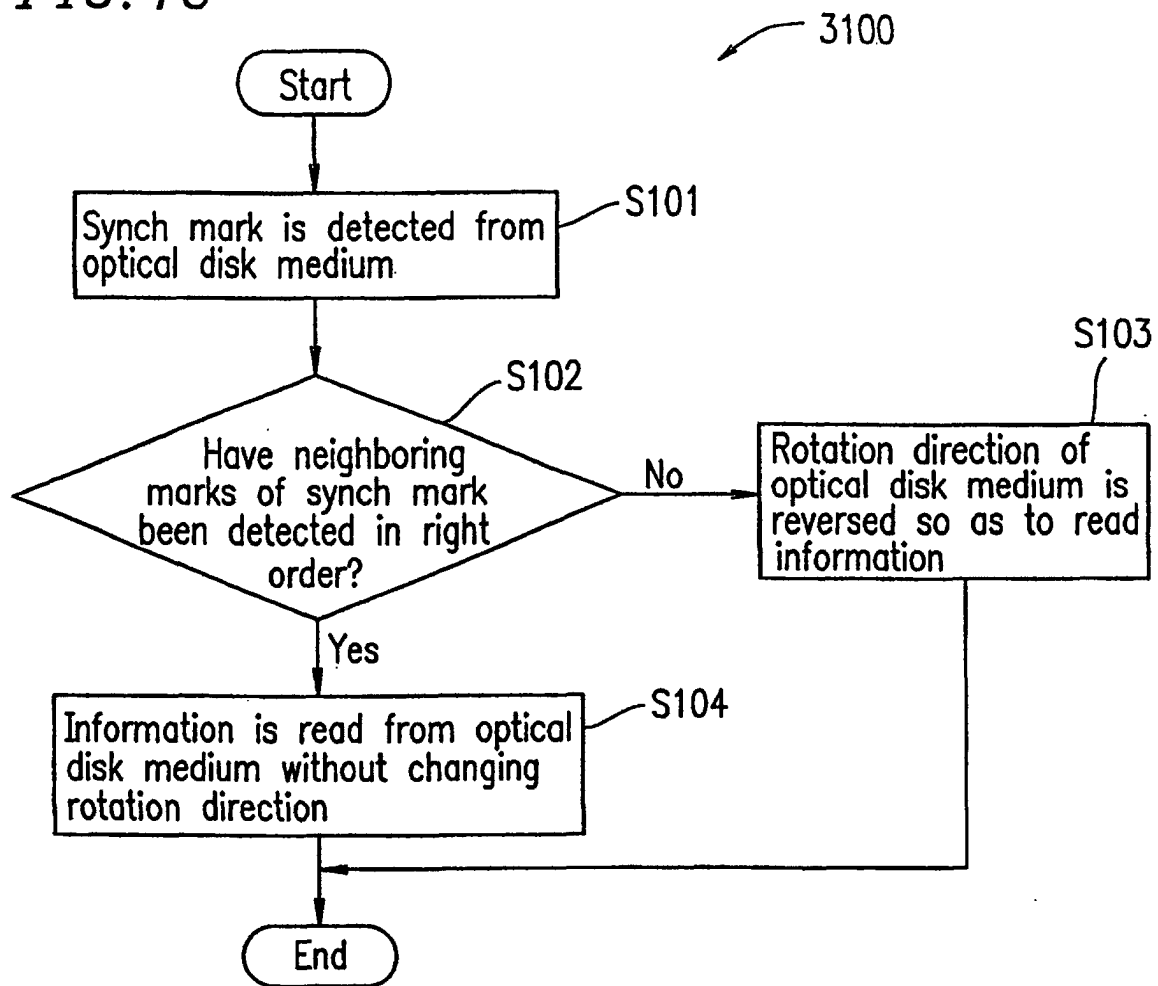 3100
Start
S101
Synch mark is detected from
optical disk medium
S102
Have neighboring
marks of synch mark
been detected in right
order?
No
S103
Rotation direction of
optical disk medium is
reversed so as to read
information
Yes
S104
Information is read from optical
disk medium without changing
rotation direction
End